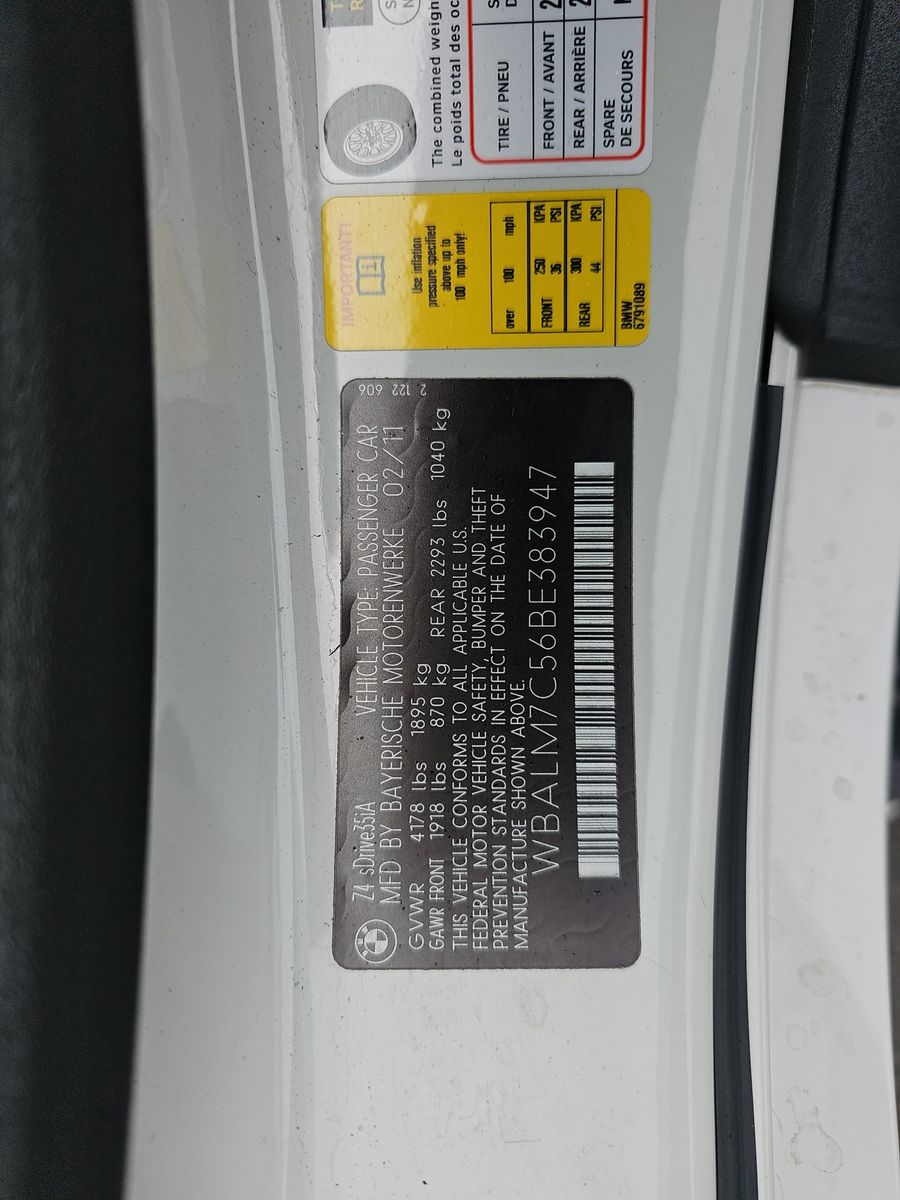 Z4 sDrive35iA VEHICLE TYPE: PASSENGER CAR
MFD BY BAYERISCHE MOTORENWERKE 02/11
GVWR 4178 lbs 1895 kg
GAWR FRONT 1918 lbs 870 kg REAR 2293 lbs 1040 kg
THIS VEHICLE CONFORMS TO ALL APPLICABLE U.S.
FEDERAL MOTOR VEHICLE SAFETY, BUMPER AND THEFT
PREVENTION STANDARDS IN EFFECT ON THE DATE OF
MANUFACTURE SHOWN ABOVE.
WBALM7C56BE383947
2 122 606
IMPORTANT!
Use inflation
pressure specified
above up to
100 mph only!
over 100 mph
FRONT 250 KPA
36 PSI
REAR 300 KPA
44 PSI
BMW
6791089
The combined weigh
Le poids total des oc
TIRE / PNEU
FRONT / AVANT 2
REAR / ARRIÈRE 2
SPARE
DE SECOURS